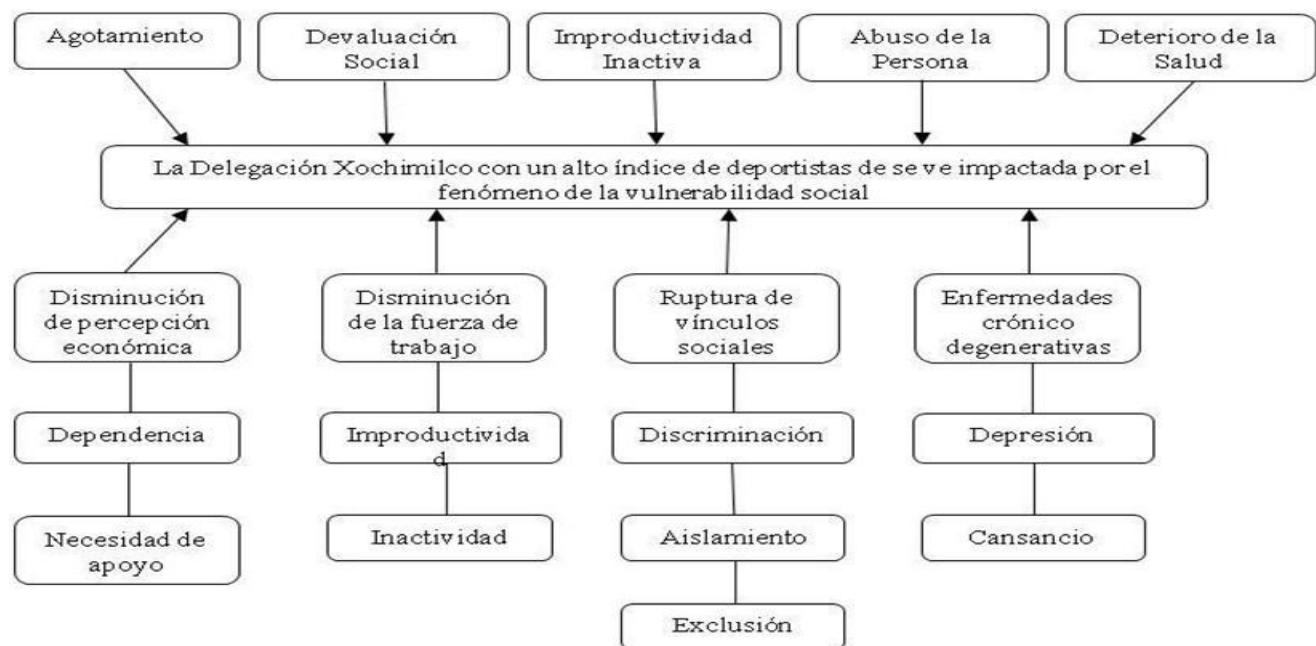 Agotamiento
Devaluación
Social
Improductividad
Inactiva
Abuso de la
Persona
Deterioro de la
Salud
La Delegación Xochimilco con un alto índice de deportistas de se ve impactada por el
fenómeno de la vulnerabilidad social
Disminución
de percepción
económica
Disminución
de la fuerza de
trabajo
Ruptura de
vínculos
sociales
Enfermedades
crónico
degenerativas
Dependencia
Improductivida
d
Discriminación
Depresión
Necesidad de
apoyo
Inactividad
Aislamiento
Cansancio
Exclusión